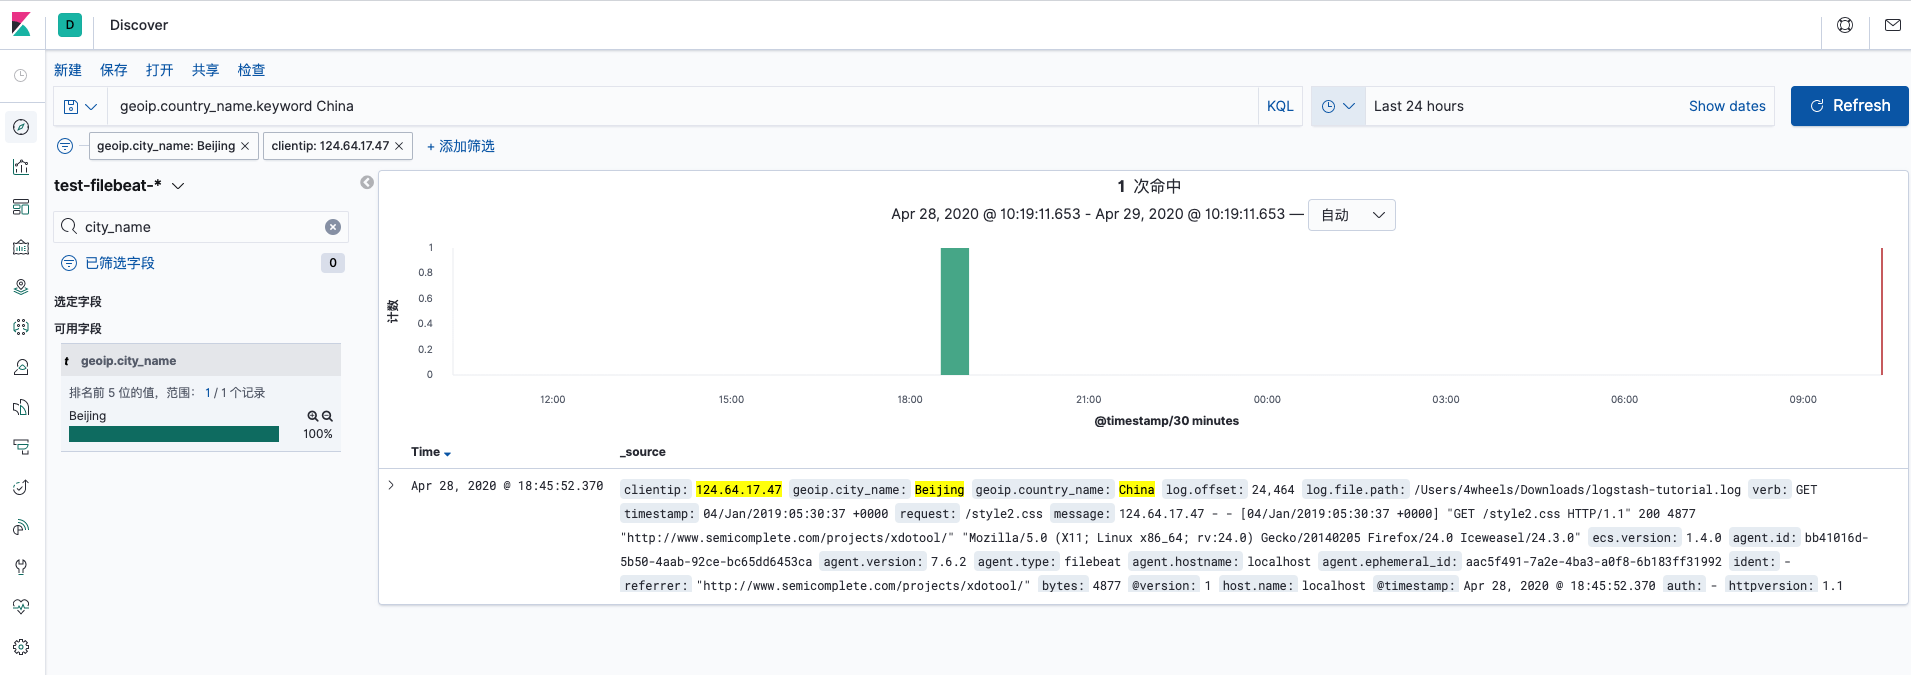 D Discover
新建 保存 打开 共享 检查
geoip.country_name.keyword China KQL Last 24 hours Show dates Refresh
geoip.city_name: Beijing × clientip: 124.64.17.47 × + 添加筛选
test-filebeat-*
city_name
已筛选字段 0
选定字段
可用字段
t geoip.city_name
排名前 5 位的值，范围： 1 / 1 个记录
Beijing
100%
1 次命中
Apr 28, 2020 @ 10:19:11.653 - Apr 29, 2020 @ 10:19:11.653 — 自动
计数
1
0.8
0.6
0.4
0.2
0
12:00 15:00 18:00 21:00 00:00 03:00 06:00 09:00
@timestamp/30 minutes
Time _source
Apr 28, 2020 @ 18:45:52.370 clientip: 124.64.17.47 geoip.city_name: Beijing geoip.country_name: China log.offset: 24,464 log.file.path: /Users/4wheels/Downloads/logstash-tutorial.log verb: GET
timestamp: 04/Jan/2019:05:30:37 +0000 request: /style2.css message: 124.64.17.47 - - [04/Jan/2019:05:30:37 +0000] "GET /style2.css HTTP/1.1" 200 4877
"http://www.semicomplete.com/projects/xdotool/" "Mozilla/5.0 (X11; Linux x86_64; rv:24.0) Gecko/20140205 Firefox/24.0 Iceweasel/24.3.0" ecs.version: 1.4.0 agent.id: bb41016d-
5b50-4aab-92ce-bc65dd6453ca agent.version: 7.6.2 agent.type: filebeat agent.hostname: localhost agent.ephemeral_id: aac5f491-7a2e-4ba3-a0f8-6b183ff31992 ident: -
referrer: "http://www.semicomplete.com/projects/xdotool/" bytes: 4877 @version: 1 host.name: localhost @timestamp: Apr 28, 2020 @ 18:45:52.370 auth: - httpversion: 1.1